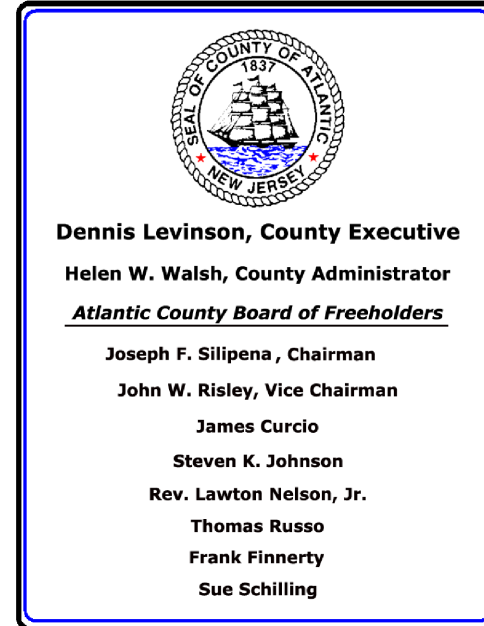 SEAL OF COUNTY OF ATLANTIC
1837
NEW JERSEY
Dennis Levinson, County Executive
Helen W. Walsh, County Administrator
Atlantic County Board of Freeholders
Joseph F. Silipena , Chairman
John W. Risley, Vice Chairman
James Curcio
Steven K. Johnson
Rev. Lawton Nelson, Jr.
Thomas Russo
Frank Finnerty
Sue Schilling